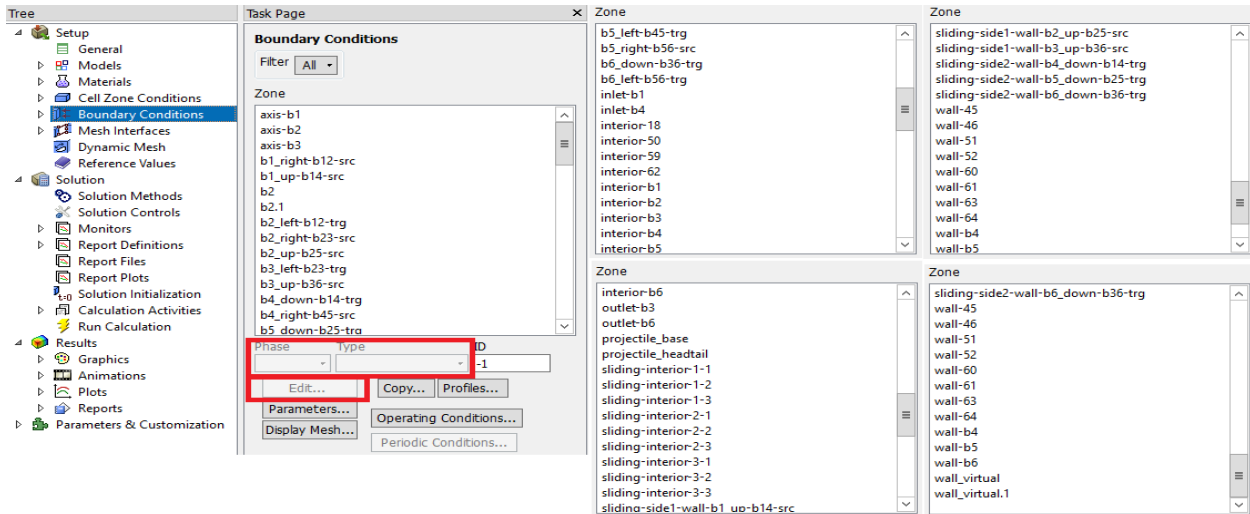 Tree
Setup
General
Models
Materials
Cell Zone Conditions
Boundary Conditions
Mesh Interfaces
Dynamic Mesh
Reference Values
Solution
Solution Methods
Solution Controls
Monitors
Report Definitions
Report Files
Report Plots
t=0 Solution Initialization
Calculation Activities
Run Calculation
Results
Graphics
Animations
Plots
Reports
Parameters & Customization
Task Page
Boundary Conditions
Filter All
Zone
axis-b1
axis-b2
axis-b3
b1_right-b12-src
b1_up-b14-src
b2
b2.1
b2_left-b12-trg
b2_right-b23-src
b2_up-b25-src
b3_left-b23-trg
b3_up-b36-src
b4_down-b14-trg
b4_right-b45-src
b5_down-b25-trg
Phase Type ID
-1
Edit... Copy... Profiles...
Parameters... Operating Conditions...
Display Mesh... Periodic Conditions...
Zone
b5_left-b45-trg
b5_right-b56-src
b6_down-b36-trg
b6_left-b56-trg
inlet-b1
inlet-b4
interior-18
interior-50
interior-59
interior-62
interior-b1
interior-b2
interior-b3
interior-b4
interior-b5
Zone
sliding-side1-wall-b2_up-b25-src
sliding-side1-wall-b3_up-b36-src
sliding-side2-wall-b4_down-b14-trg
sliding-side2-wall-b5_down-b25-trg
sliding-side2-wall-b6_down-b36-trg
wall-45
wall-46
wall-51
wall-52
wall-60
wall-61
wall-63
wall-64
wall-b4
wall-b5
Zone
interior-b6
outlet-b3
outlet-b6
projectile_base
projectile_headtail
sliding-interior-1-1
sliding-interior-1-2
sliding-interior-1-3
sliding-interior-2-1
sliding-interior-2-2
sliding-interior-2-3
sliding-interior-3-1
sliding-interior-3-2
sliding-interior-3-3
sliding-side1-wall-b1_up-b14-src
Zone
sliding-side2-wall-b6_down-b36-trg
wall-45
wall-46
wall-51
wall-52
wall-60
wall-61
wall-63
wall-64
wall-b4
wall-b5
wall-b6
wall_virtual
wall_virtual.1